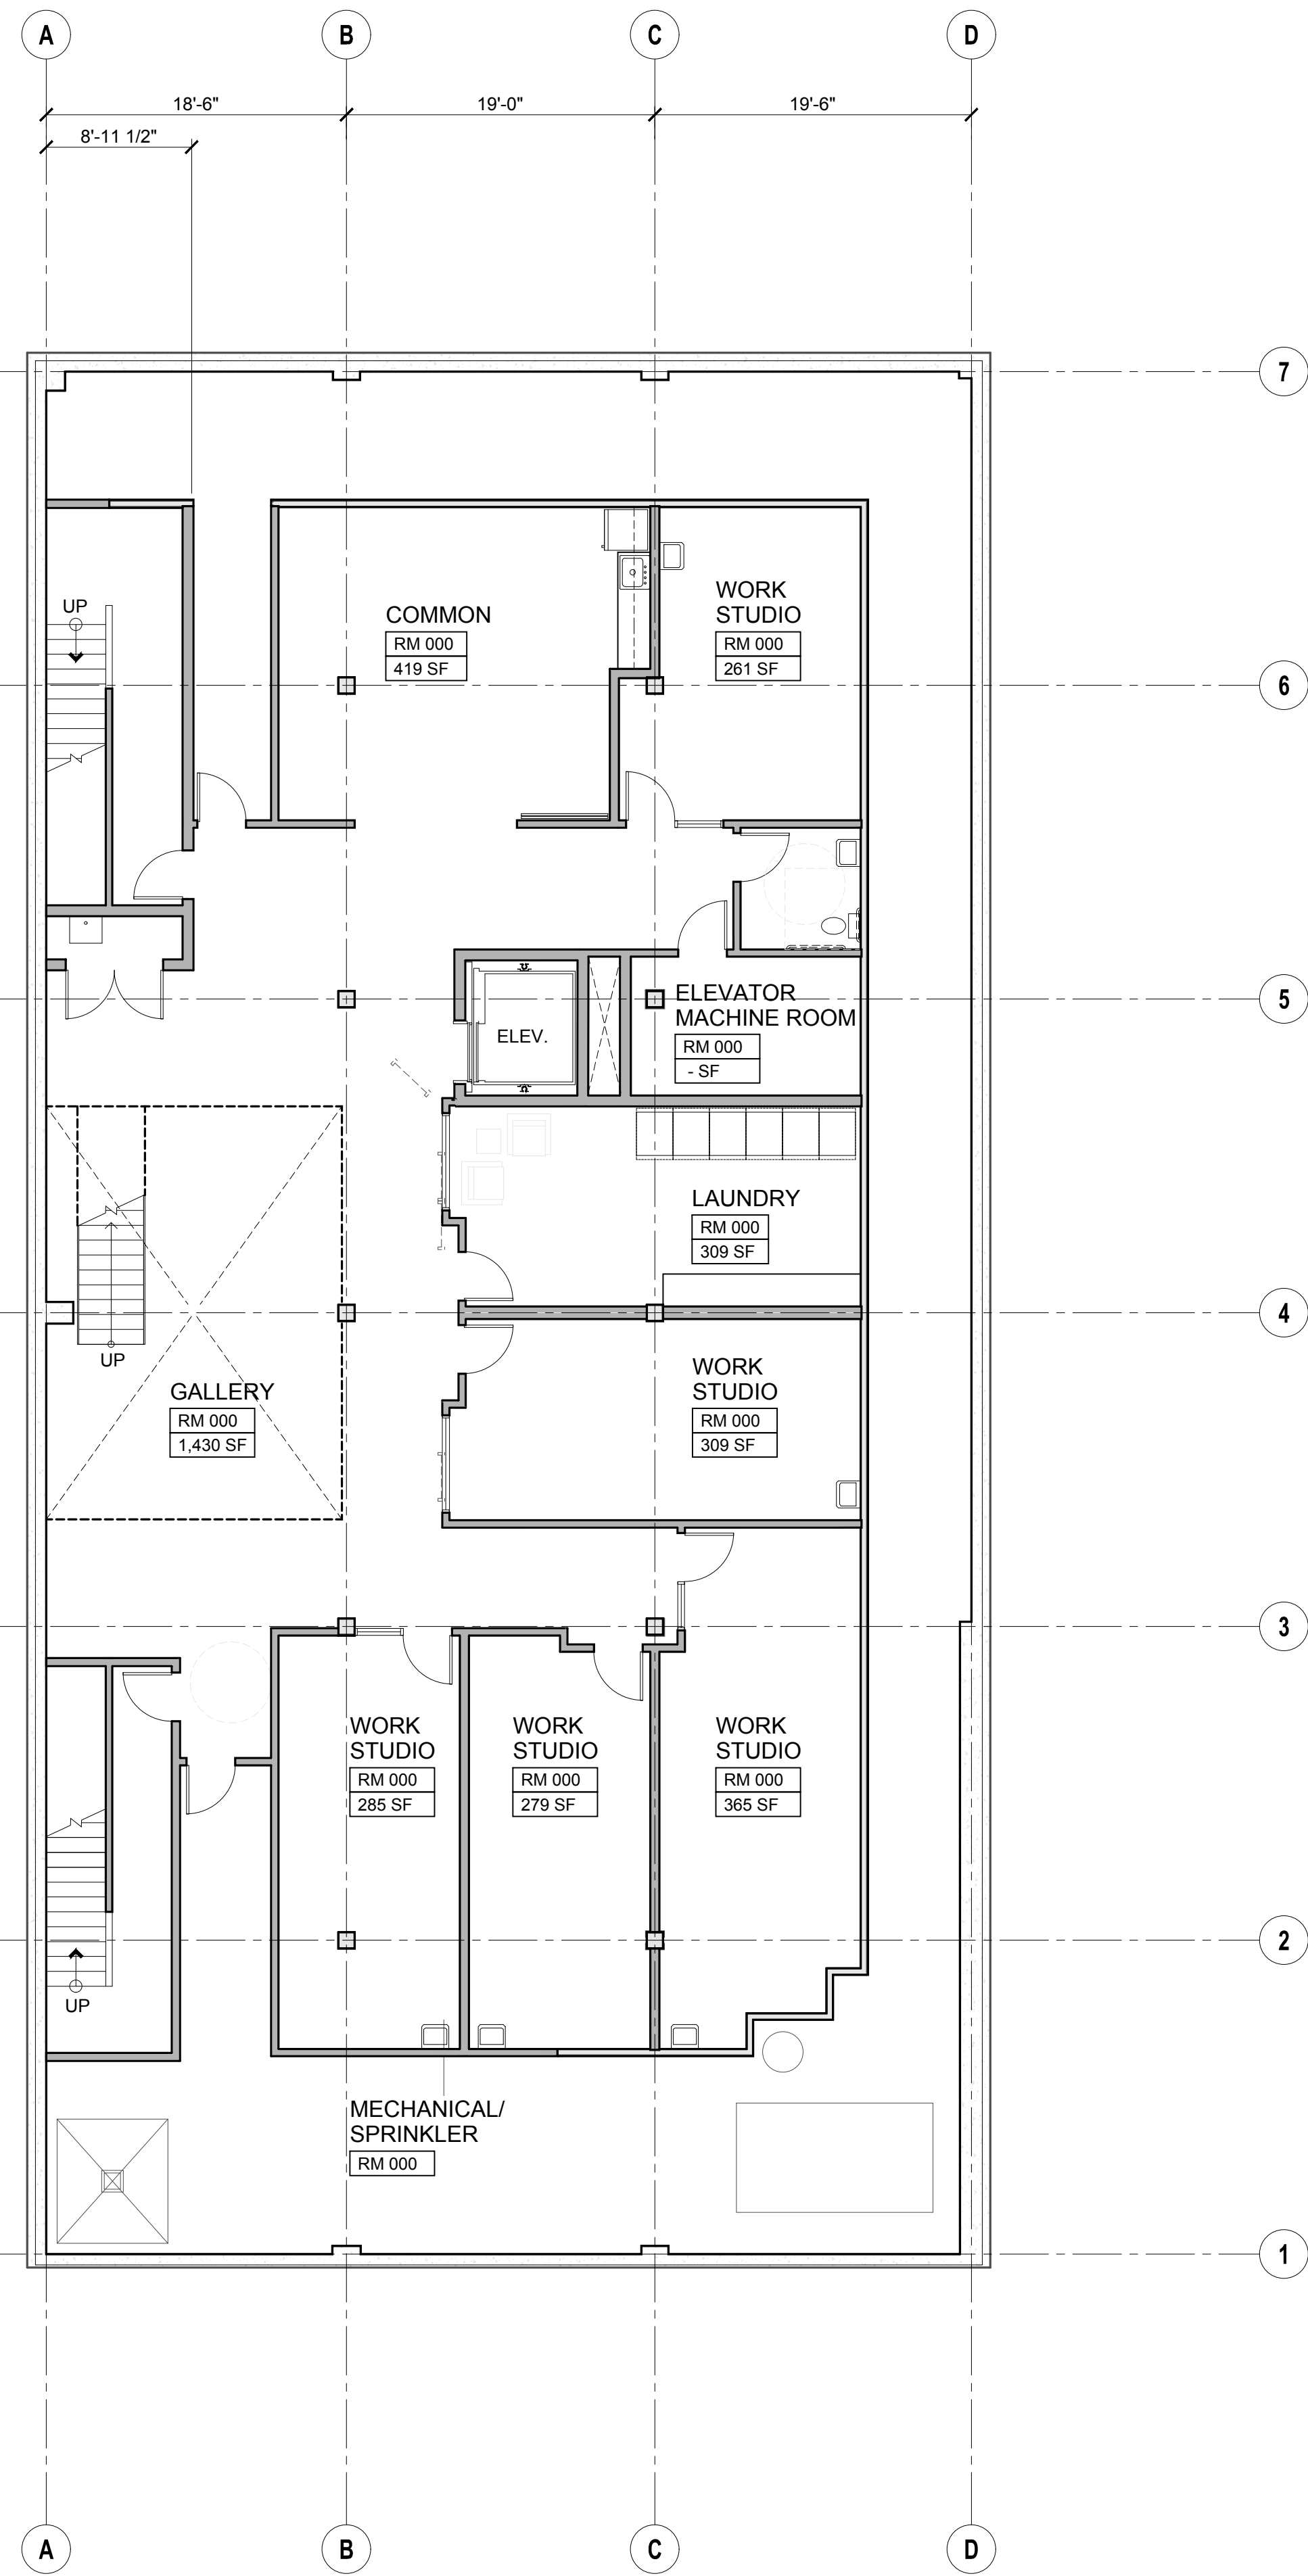 A
B
C
D
18'-6"
19'-0"
19'-6"
8'-11 1/2"
7
UP
COMMON
RM 000
419 SF
WORK
STUDIO
RM 000
261 SF
6
ELEV.
ELEVATOR
MACHINE ROOM
RM 000
- SF
5
LAUNDRY
RM 000
309 SF
4
UP
GALLERY
RM 000
1,430 SF
WORK
STUDIO
RM 000
309 SF
3
WORK
STUDIO
RM 000
285 SF
WORK
STUDIO
RM 000
279 SF
WORK
STUDIO
RM 000
365 SF
2
UP
MECHANICAL/
SPRINKLER
RM 000
1
A
B
C
D